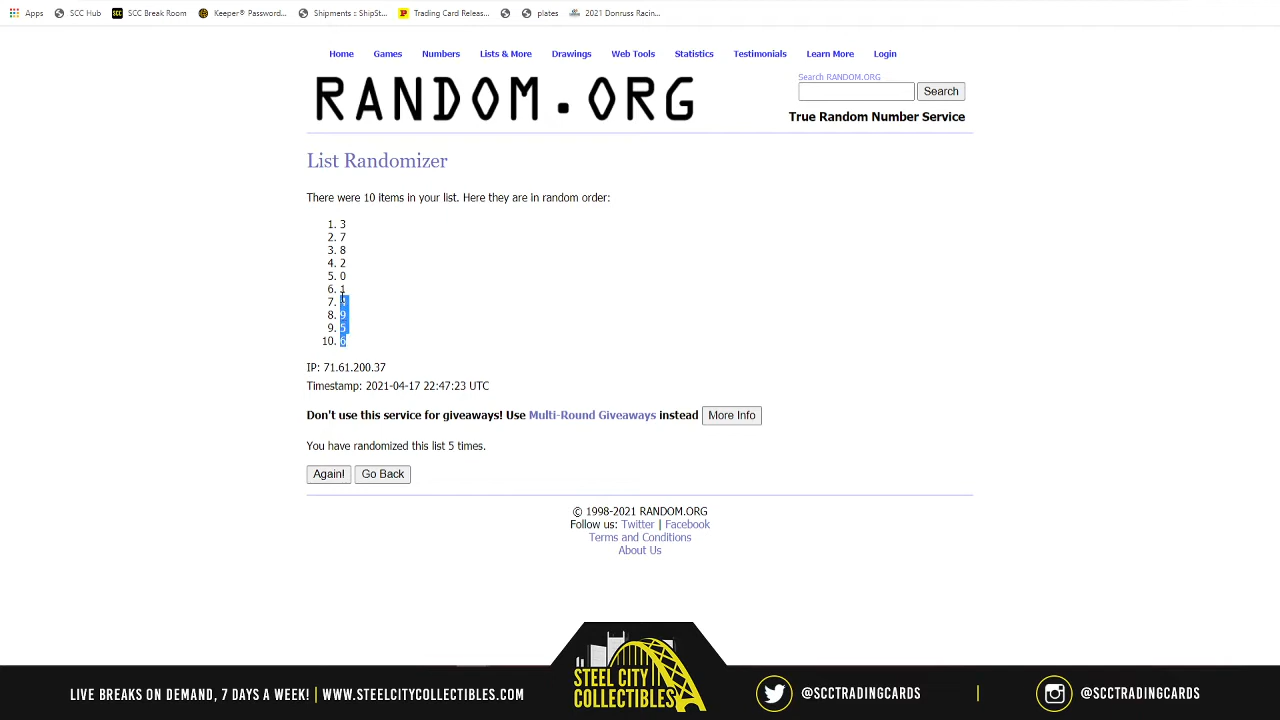 Apps SCC Hub SCC Break Room Keeper® Password... Shipments :: ShipSt... Trading Card Releas... plates 2021 Donruss Racin...
Home Games Numbers Lists & More Drawings Web Tools Statistics Testimonials Learn More Login
RANDOM.ORG
Search RANDOM.ORG
Search
True Random Number Service
List Randomizer
There were 10 items in your list. Here they are in random order:
1. 3
2. 7
3. 8
4. 2
5. 0
6. 1
7.
8. 9
9. 5
10. 6
IP: 71.61.200.37
Timestamp: 2021-04-17 22:47:23 UTC
Don't use this service for giveaways! Use Multi-Round Giveaways instead More Info
You have randomized this list 5 times.
Again! Go Back
© 1998-2021 RANDOM.ORG
Follow us: Twitter | Facebook
Terms and Conditions
About Us
LIVE BREAKS ON DEMAND, 7 DAYS A WEEK! | WWW.STEELCITYCOLLECTIBLES.COM
STEEL CITY
COLLECTIBLES
@SCCTRADINGCARDS | @SCCTRADINGCARDS